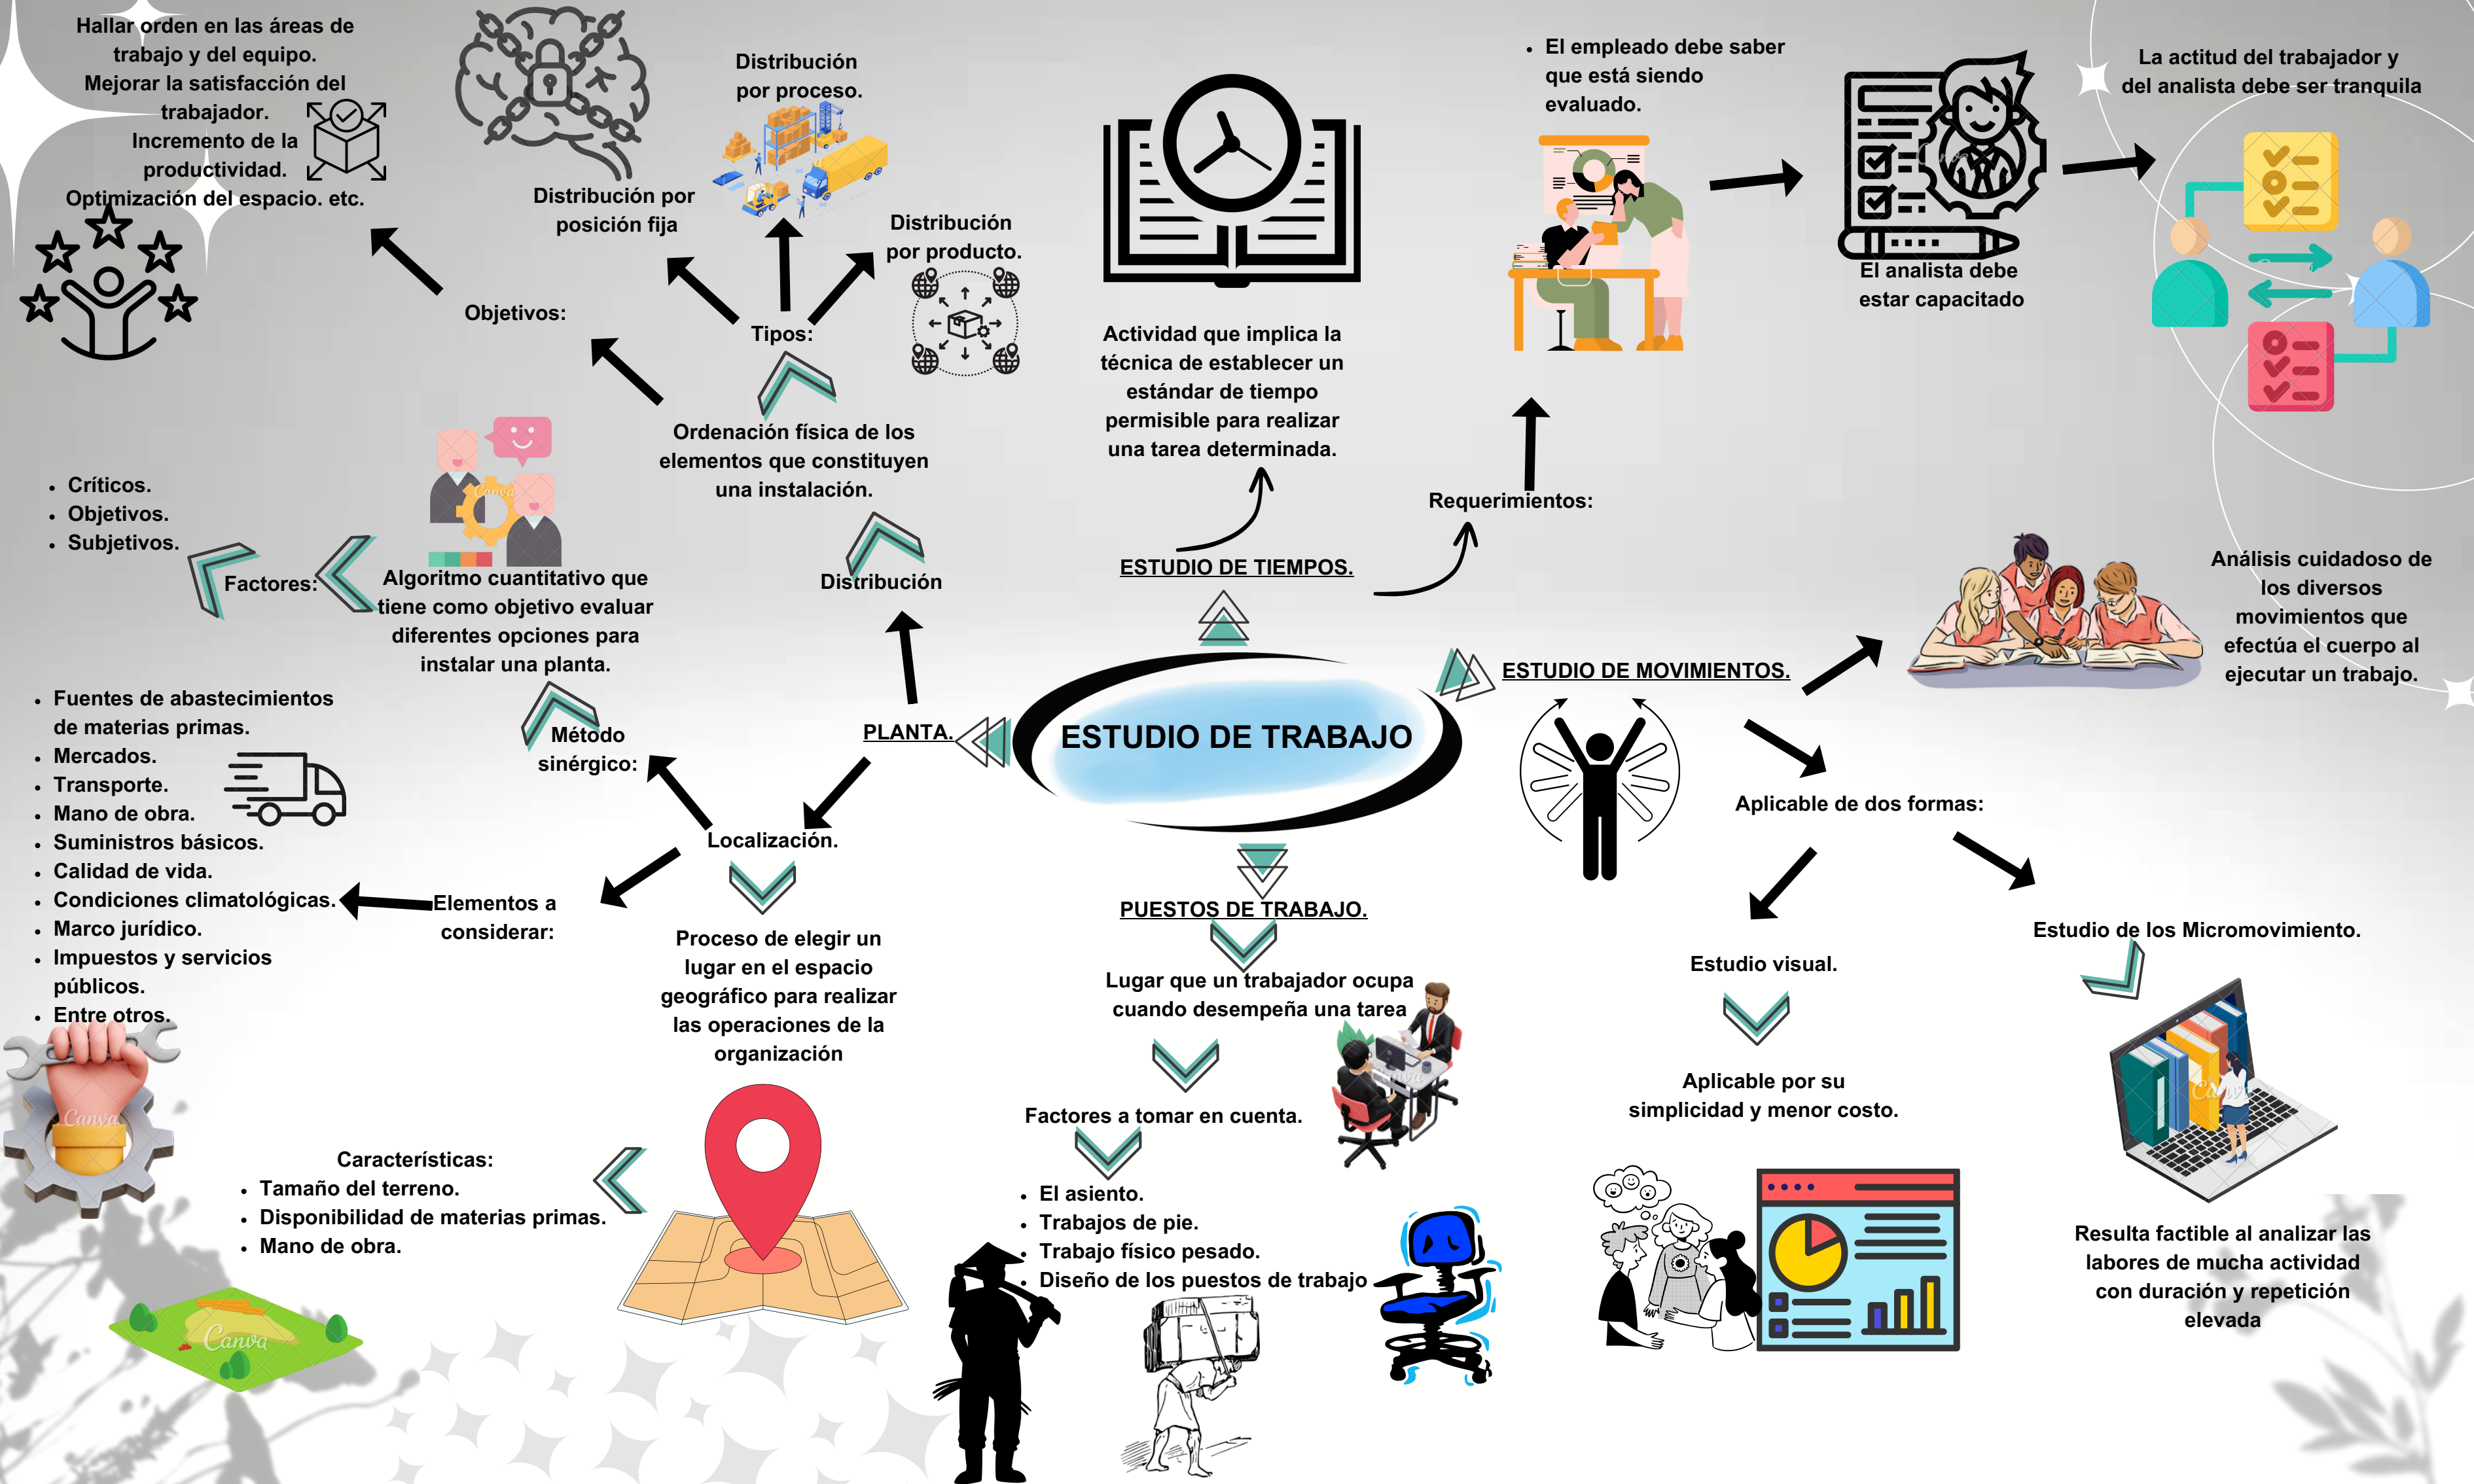 Hallar orden en las áreas de
trabajo y del equipo.
Mejorar la satisfacción del
trabajador.
Incremento de la
productividad.
Optimización del espacio. etc.
Objetivos:
Distribución por
posición fija
Distribución
por proceso.
Distribución
por producto.
Tipos:
Ordenación física de los
elementos que constituyen
una instalación.
Distribución
Actividad que implica la
técnica de establecer un
estándar de tiempo
permisible para realizar
una tarea determinada.
ESTUDIO DE TIEMPOS.
Requerimientos:
• El empleado debe saber
que está siendo
evaluado.
El analista debe
estar capacitado
La actitud del trabajador y
del analista debe ser tranquila
• Críticos.
• Objetivos.
• Subjetivos.
Factores:
Canva
Algoritmo cuantitativo que
tiene como objetivo evaluar
diferentes opciones para
instalar una planta.
Método
sinérgico:
PLANTA.
ESTUDIO DE TRABAJO
ESTUDIO DE MOVIMIENTOS.
Análisis cuidadoso de
los diversos
movimientos que
efectúa el cuerpo al
ejecutar un trabajo.
Aplicable de dos formas:
• Fuentes de abastecimientos
de materias primas.
• Mercados.
• Transporte.
• Mano de obra.
• Suministros básicos.
• Calidad de vida.
• Condiciones climatológicas.
• Marco jurídico.
• Impuestos y servicios
públicos.
• Entre otros.
Elementos a
considerar:
Localización.
Proceso de elegir un
lugar en el espacio
geográfico para realizar
las operaciones de la
organización
Características:
• Tamaño del terreno.
• Disponibilidad de materias primas.
• Mano de obra.
Canva
Canva
PUESTOS DE TRABAJO.
Lugar que un trabajador ocupa
cuando desempeña una tarea
Factores a tomar en cuenta.
• El asiento.
• Trabajos de pie.
• Trabajo físico pesado.
• Diseño de los puestos de trabajo
Estudio visual.
Aplicable por su
simplicidad y menor costo.
Estudio de los Micromovimiento.
Canva
Resulta factible al analizar las
labores de mucha actividad
con duración y repetición
elevada